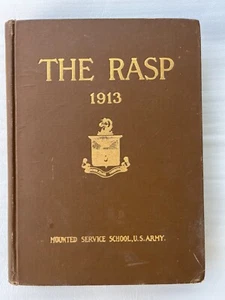 THE RASP
1913
MOUNTED SERVICE SCHOOL, U.S. ARMY.